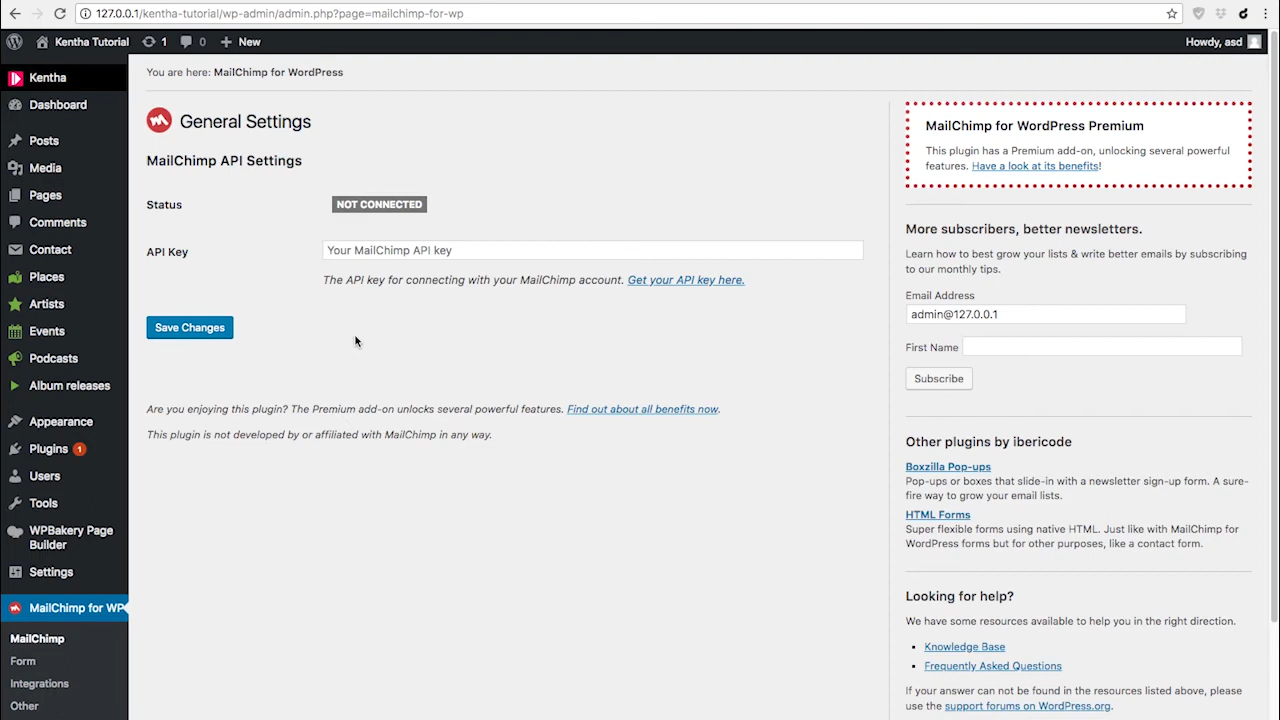 127.0.0.1/kentha-tutorial/wp-admin/admin.php?page=mailchimp-for-wp
Kentha Tutorial 1 0 New
Howdy, asd
Kentha
Dashboard
Posts
Media
Pages
Comments
Contact
Places
Artists
Events
Podcasts
Album releases
Appearance
Plugins 1
Users
Tools
WPBakery Page
Builder
Settings
MailChimp for WP
MailChimp
Form
Integrations
Other
You are here: MailChimp for WordPress
General Settings
MailChimp API Settings
Status NOT CONNECTED
API Key Your MailChimp API key
The API key for connecting with your MailChimp account. Get your API key here.
Save Changes
Are you enjoying this plugin? The Premium add-on unlocks several powerful features. Find out about all benefits now.
This plugin is not developed by or affiliated with MailChimp in any way.
MailChimp for WordPress Premium
This plugin has a Premium add-on, unlocking several powerful
features. Have a look at its benefits!
More subscribers, better newsletters.
Learn how to best grow your lists & write better emails by subscribing
to our monthly tips.
Email Address
admin@127.0.0.1
First Name
Subscribe
Other plugins by ibericode
Boxzilla Pop-ups
Pop-ups or boxes that slide-in with a newsletter sign-up form. A sure-
fire way to grow your email lists.
HTML Forms
Super flexible forms using native HTML. Just like with MailChimp for
WordPress forms but for other purposes, like a contact form.
Looking for help?
We have some resources available to help you in the right direction.
Knowledge Base
Frequently Asked Questions
If your answer can not be found in the resources listed above, please
use the support forums on WordPress.org.